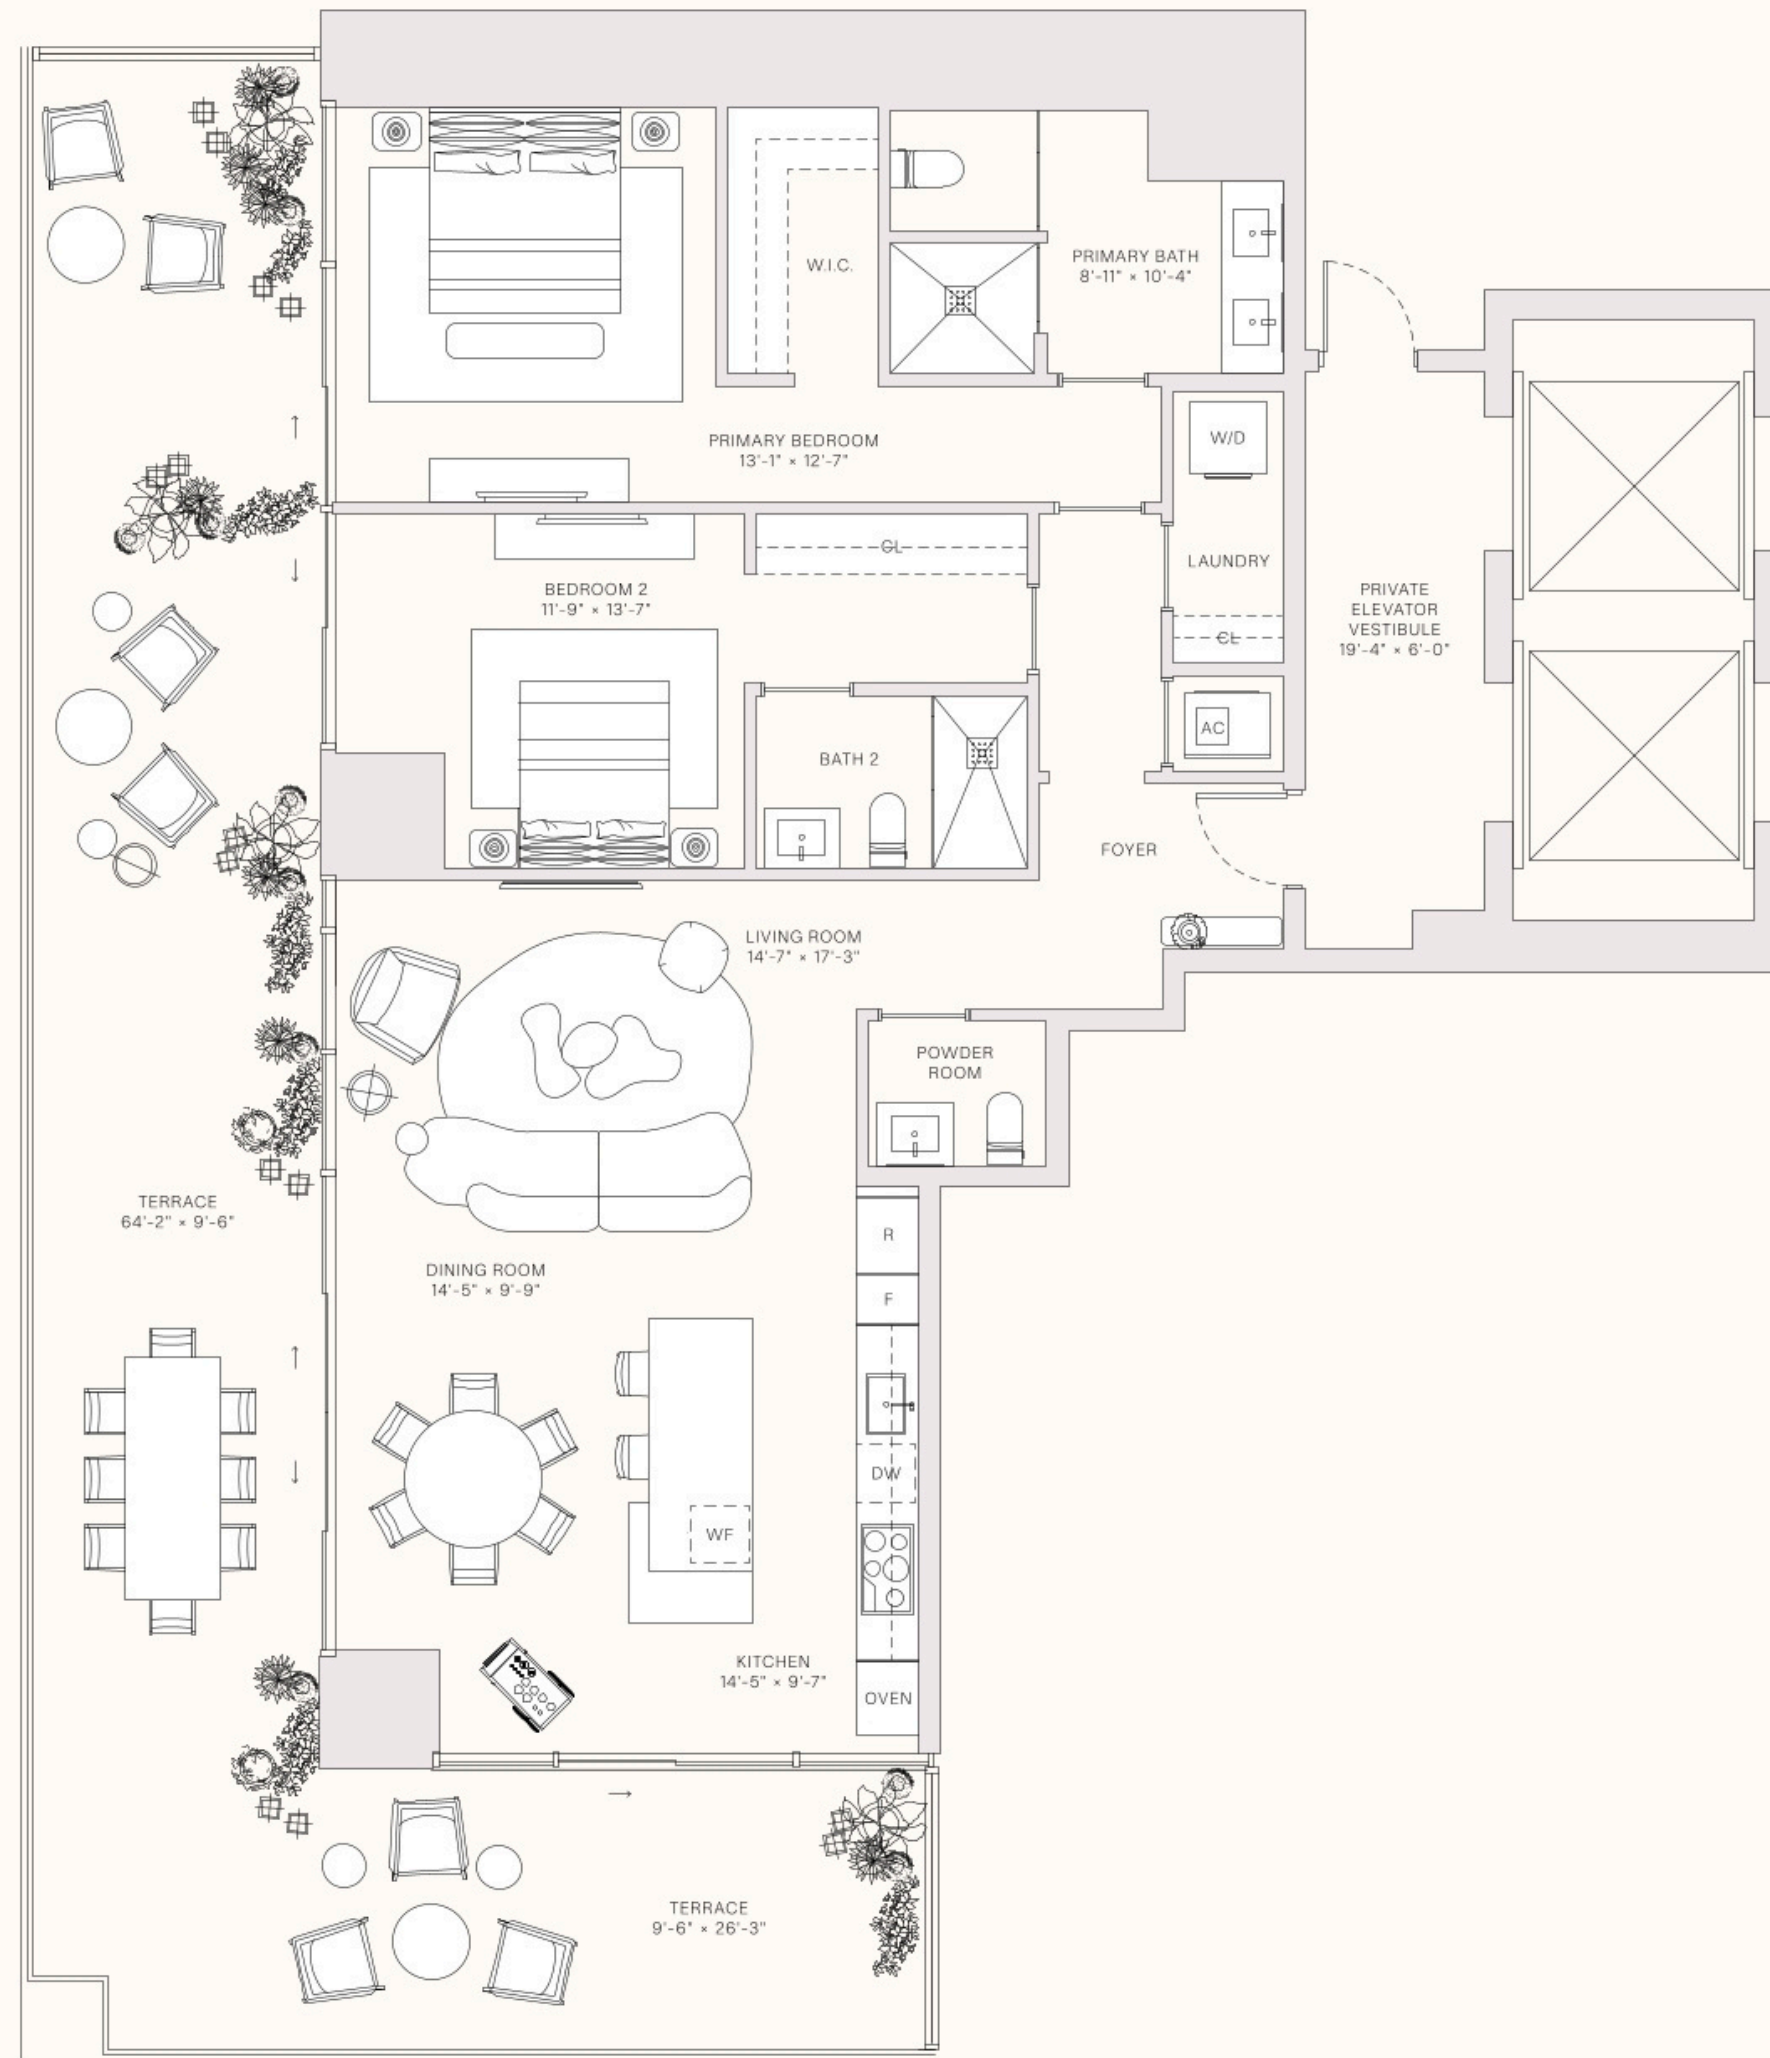 PRIMARY BATH
8'-11" × 10'-4"
W.I.C.
PRIMARY BEDROOM
13'-1" × 12'-7"
W/D
LAUNDRY
CL
CL
BEDROOM 2
11'-9" × 13'-7"
PRIVATE
ELEVATOR
VESTIBULE
19'-4" × 6'-0"
AC
BATH 2
FOYER
LIVING ROOM
14'-7" × 17'-3"
POWDER
ROOM
TERRACE
64'-2" × 9'-6"
R
DINING ROOM
14'-5" × 9'-9"
F
DW
WF
KITCHEN
14'-5" × 9'-7"
OVEN
TERRACE
9'-6" × 26'-3"